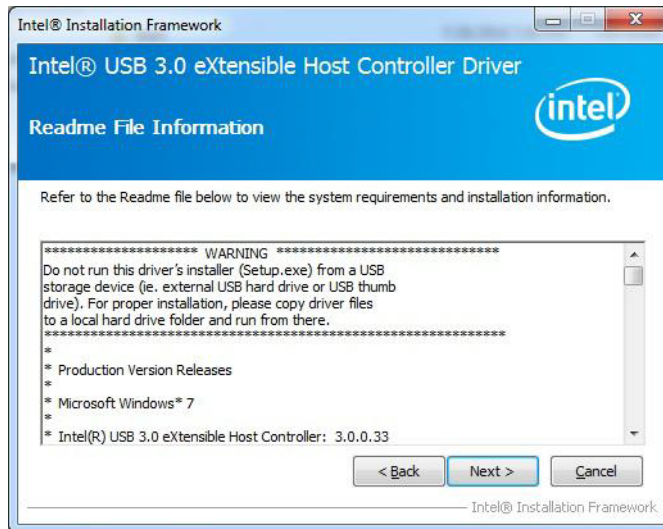 Intel® Installation Framework
Intel® USB 3.0 eXtensible Host Controller Driver
intel
Readme File Information
Refer to the Readme file below to view the system requirements and installation information.
******************** WARNING *****************************
Do not run this driver's installer (Setup.exe) from a USB
storage device (ie. external USB hard drive or USB thumb
drive). For proper installation, please copy driver files
to a local hard drive folder and run from there.
************************************************************
*
* Production Version Releases
*
* Microsoft Windows* 7
*
* Intel(R) USB 3.0 eXtensible Host Controller: 3.0.0.33
< Back Next > Cancel
Intel® Installation Framework